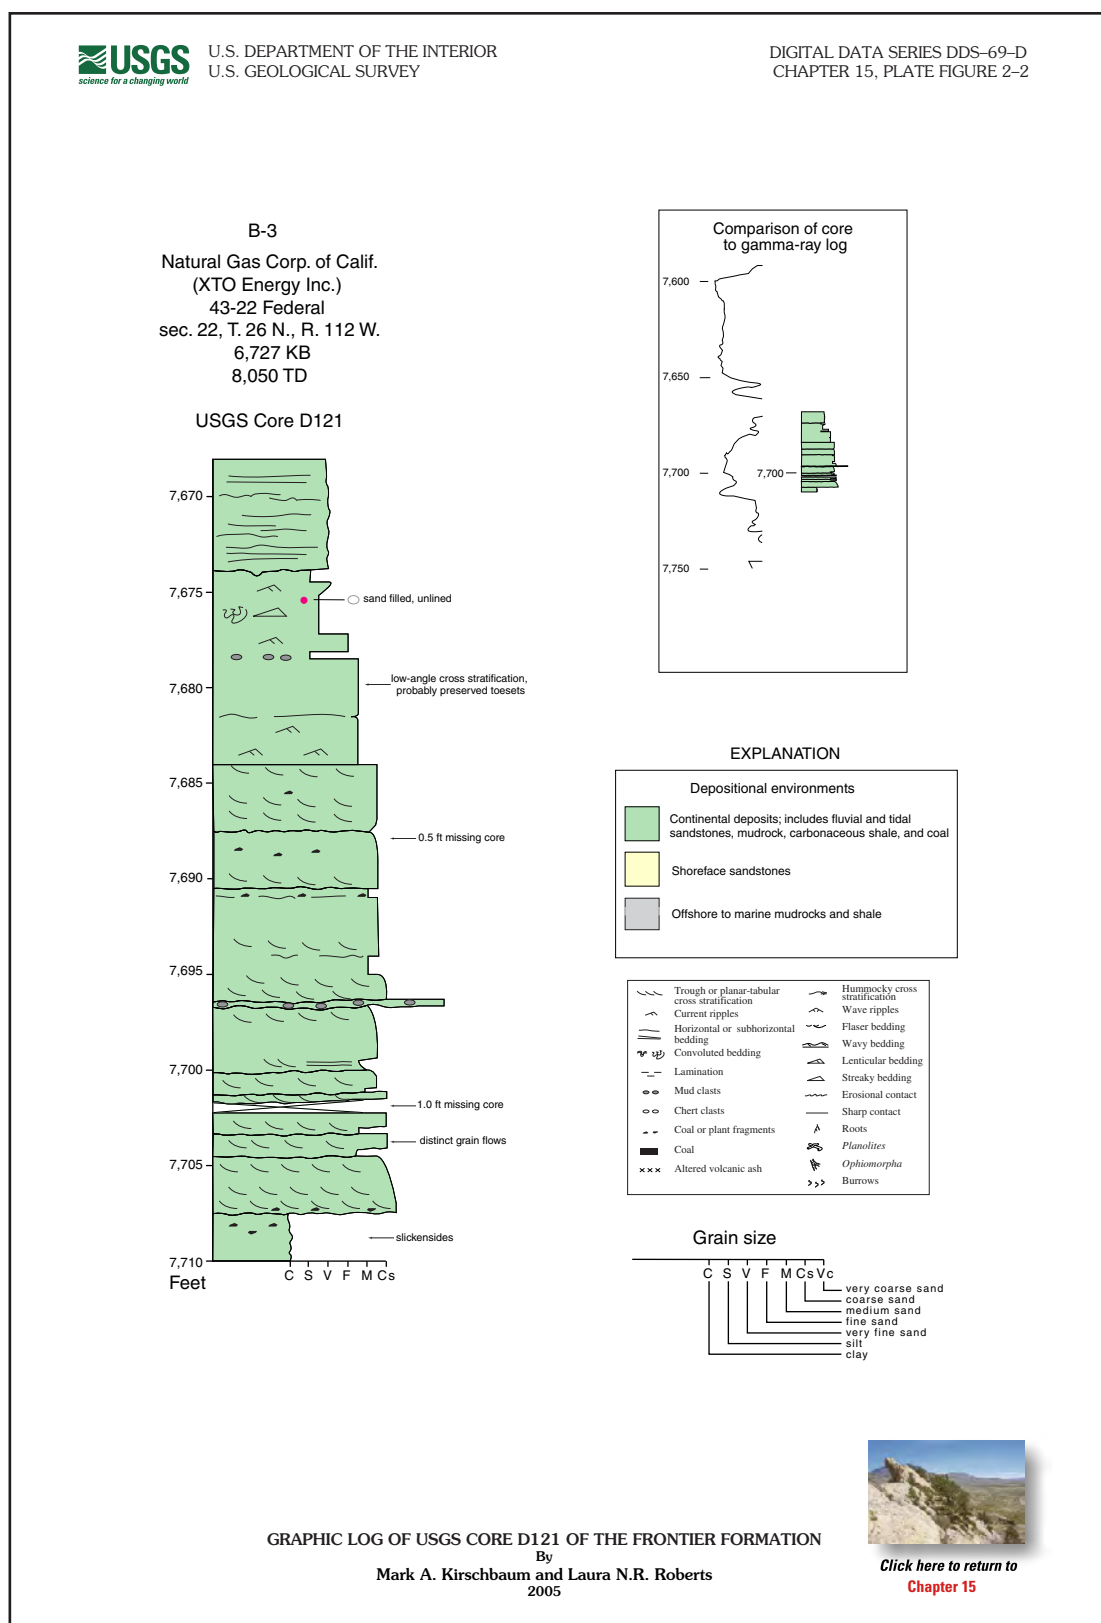 USGS
science for a changing world
U.S. DEPARTMENT OF THE INTERIOR
U.S. GEOLOGICAL SURVEY
DIGITAL DATA SERIES DDS–69–D
CHAPTER 15, PLATE FIGURE 2–2
B-3
Natural Gas Corp. of Calif.
(XTO Energy Inc.)
43-22 Federal
sec. 22, T. 26 N., R. 112 W.
6,727 KB
8,050 TD
USGS Core D121
7,670
7,675
sand filled, unlined
7,680
low-angle cross stratification,
probably preserved toesets
7,685
0.5 ft missing core
7,690
7,695
7,700
1.0 ft missing core
distinct grain flows
7,705
slickensides
7,710
Feet
C S V F M Cs
Comparison of core
to gamma-ray log
7,600
7,650
7,700
7,700
7,750
EXPLANATION
Depositional environments
Continental deposits; includes fluvial and tidal
sandstones, mudrock, carbonaceous shale, and coal
Shoreface sandstones
Offshore to marine mudrocks and shale
Trough or planar-tabular
cross stratification
Current ripples
Horizontal or subhorizontal
bedding
Convoluted bedding
Lamination
Mud clasts
Chert clasts
Coal or plant fragments
Coal
Altered volcanic ash
Hummocky cross
stratification
Wave ripples
Flaser bedding
Wavy bedding
Lenticular bedding
Streaky bedding
Erosional contact
Sharp contact
Roots
Planolites
Ophiomorpha
Burrows
Grain size
C S V F M Cs Vc
very coarse sand
coarse sand
medium sand
fine sand
very fine sand
silt
clay
GRAPHIC LOG OF USGS CORE D121 OF THE FRONTIER FORMATION
By
Mark A. Kirschbaum and Laura N.R. Roberts
2005
Click here to return to
Chapter 15